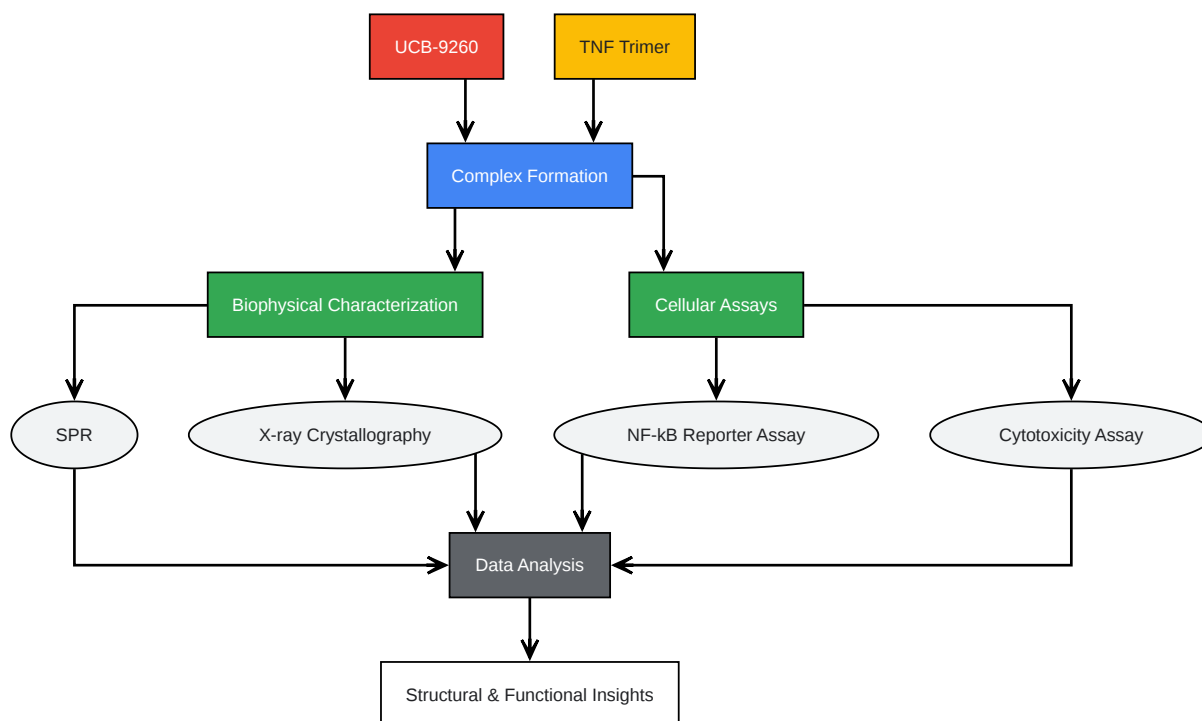 UCB-9260
TNF Trimer
Complex Formation
Biophysical Characterization
Cellular Assays
SPR
X-ray Crystallography
NF-kB Reporter Assay
Cytotoxicity Assay
Data Analysis
Structural & Functional Insights